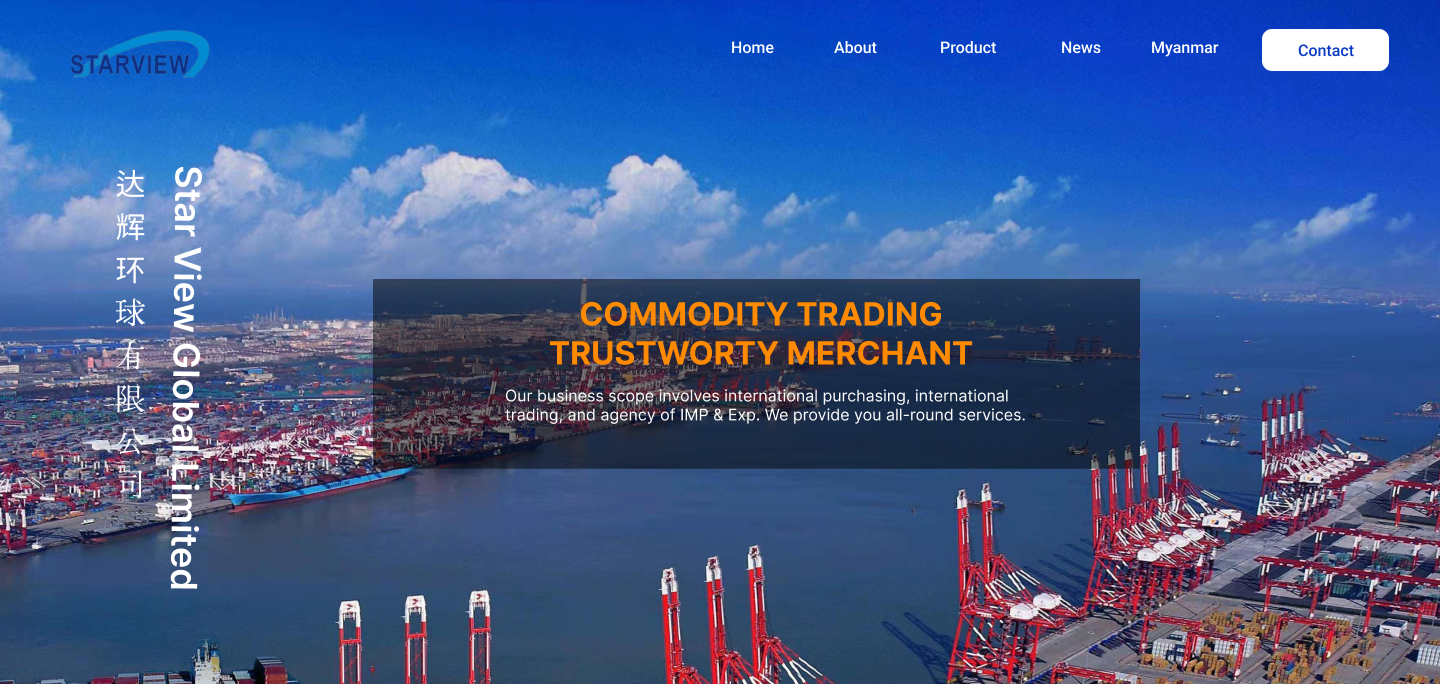 STARVIEW
Home
About
Product
News
Myanmar
Contact
达辉环球有限公司
Star View Global Limited
COMMODITY TRADING
TRUSTWORTY MERCHANT
Our business scope involves international purchasing, international
trading, and agency of IMP & Exp. We provide you all-round services.